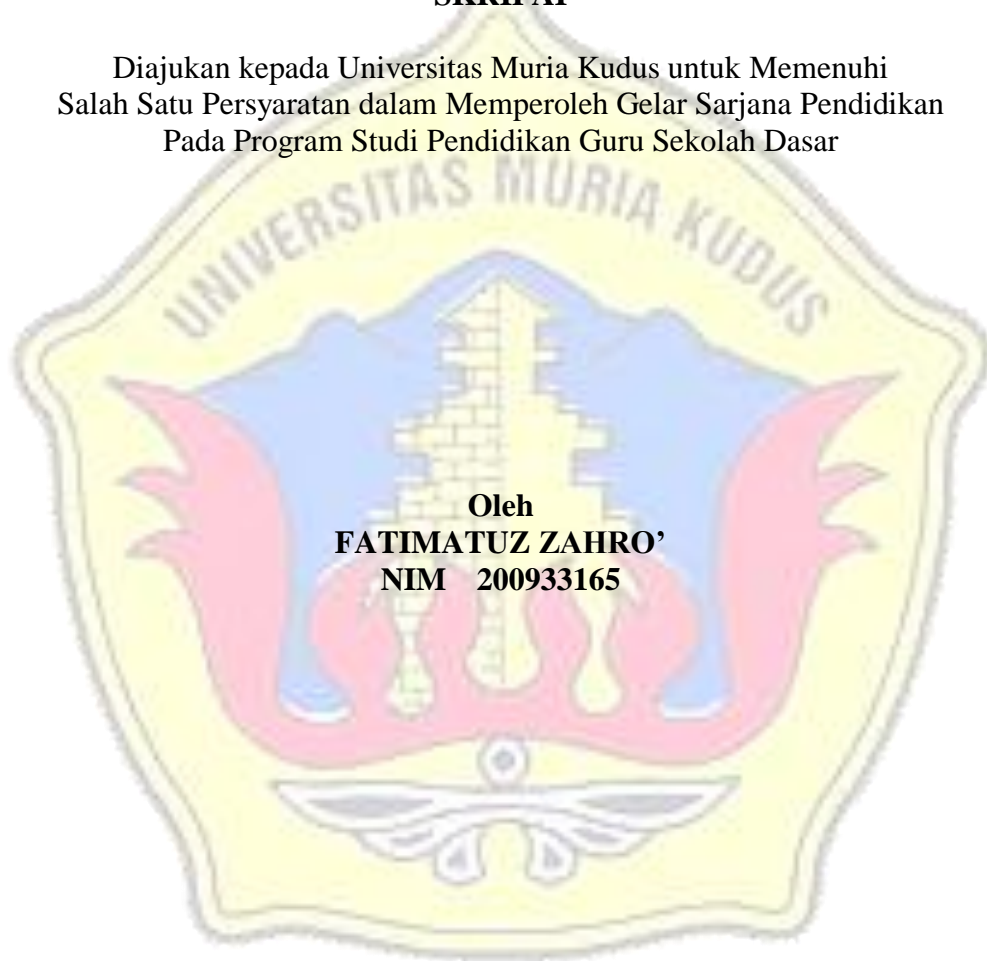 Diajukan kepada Universitas Muria Kudus untuk Memenuhi
Salah Satu Persyaratan dalam Memperoleh Gelar Sarjana Pendidikan
Pada Program Studi Pendidikan Guru Sekolah Dasar
UNIVERSITAS MURIA KUDUS
Oleh
FATIMATUZ ZAHRO’
NIM 200933165